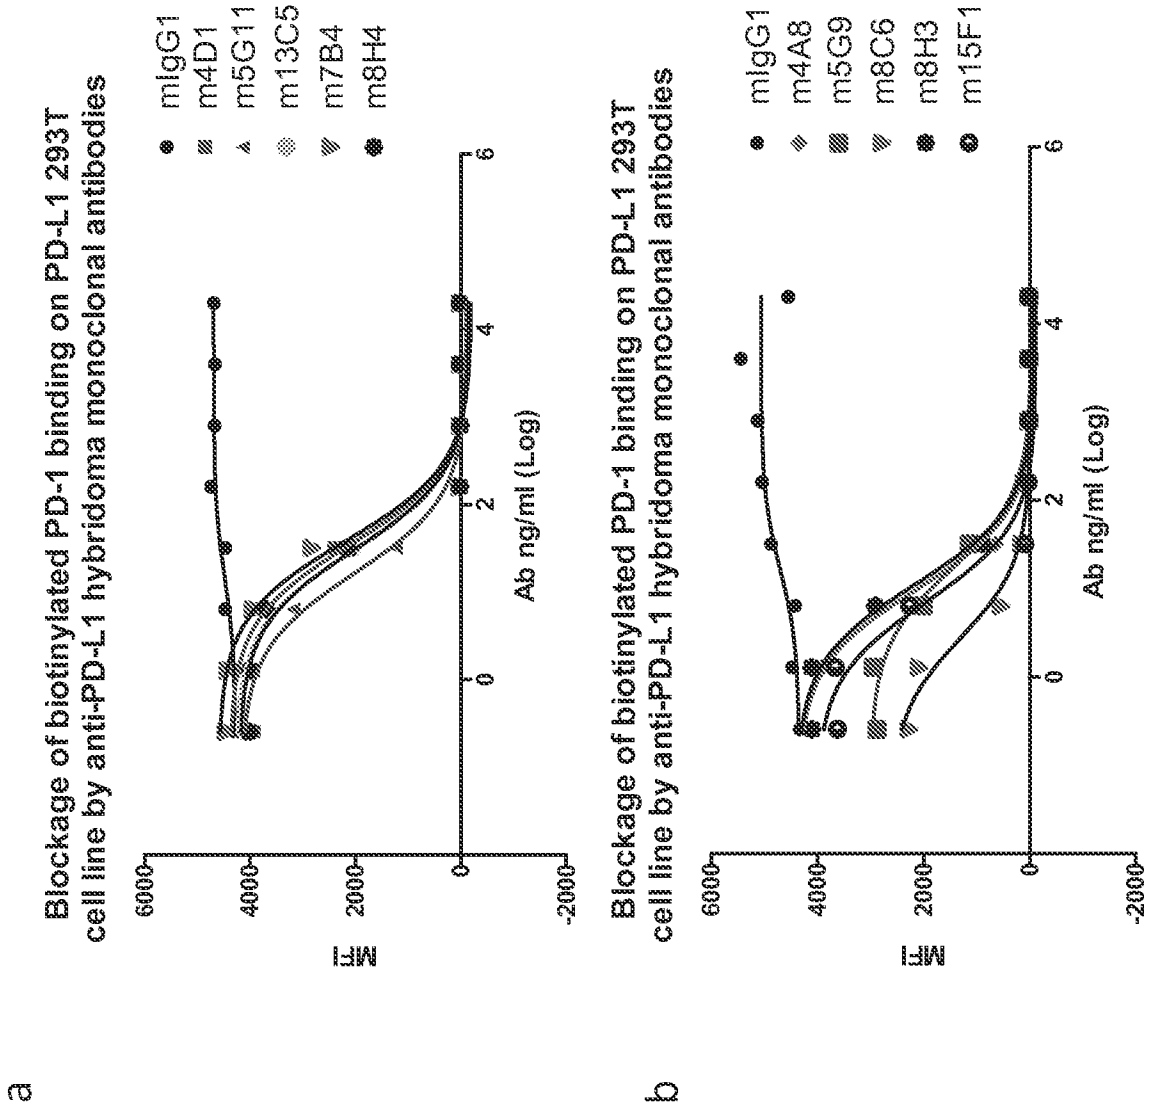 a
Blockage of biotinylated PD-1 binding on PD-L1 293T
cell line by anti-PD-L1 hybridoma monoclonal antibodies
6000
4000
2000
0
-2000
MFI
0
2
4
6
Ab ng/ml (Log)
mIgG1
m4D1
m5G11
m13C5
m7B4
m8H4
b
Blockage of biotinylated PD-1 binding on PD-L1 293T
cell line by anti-PD-L1 hybridoma monoclonal antibodies
6000
4000
2000
0
-2000
MFI
0
2
4
6
Ab ng/ml (Log)
mIgG1
m4A8
m5G9
m8C6
m8H3
m15F1